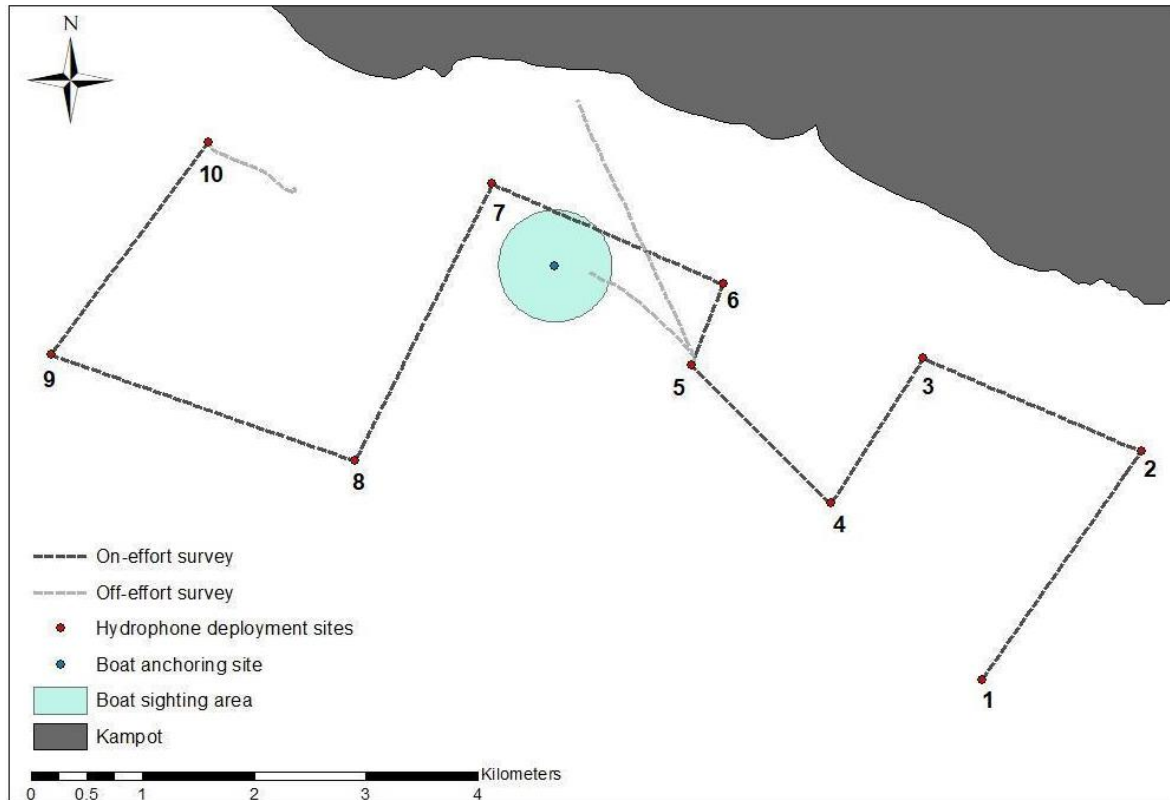 N
10
7
6
9
5
3
8
2
4
On-effort survey
Off-effort survey
Hydrophone deployment sites
Boat anchoring site
1
Boat sighting area
Kampot
Kilometers
0 0.5 1 2 3 4